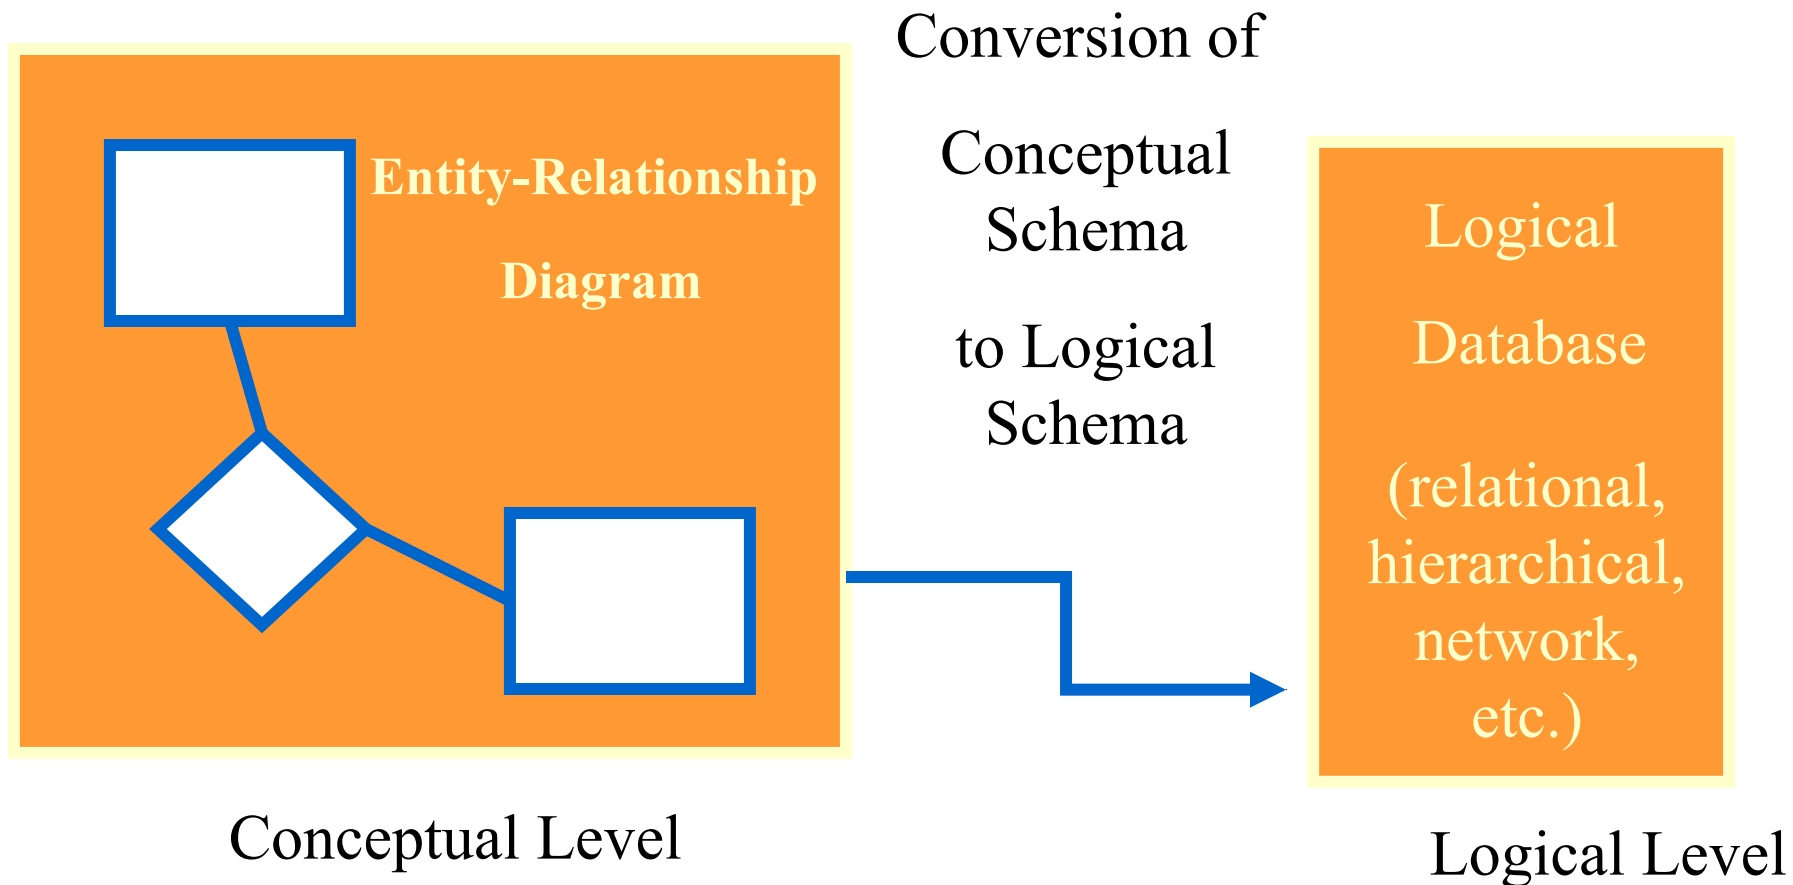 Entity-Relationship
Diagram
Conceptual Level
Conversion of
Conceptual
Schema
to Logical
Schema
Logical
Database
(relational,
hierarchical,
network,
etc.)
Logical Level